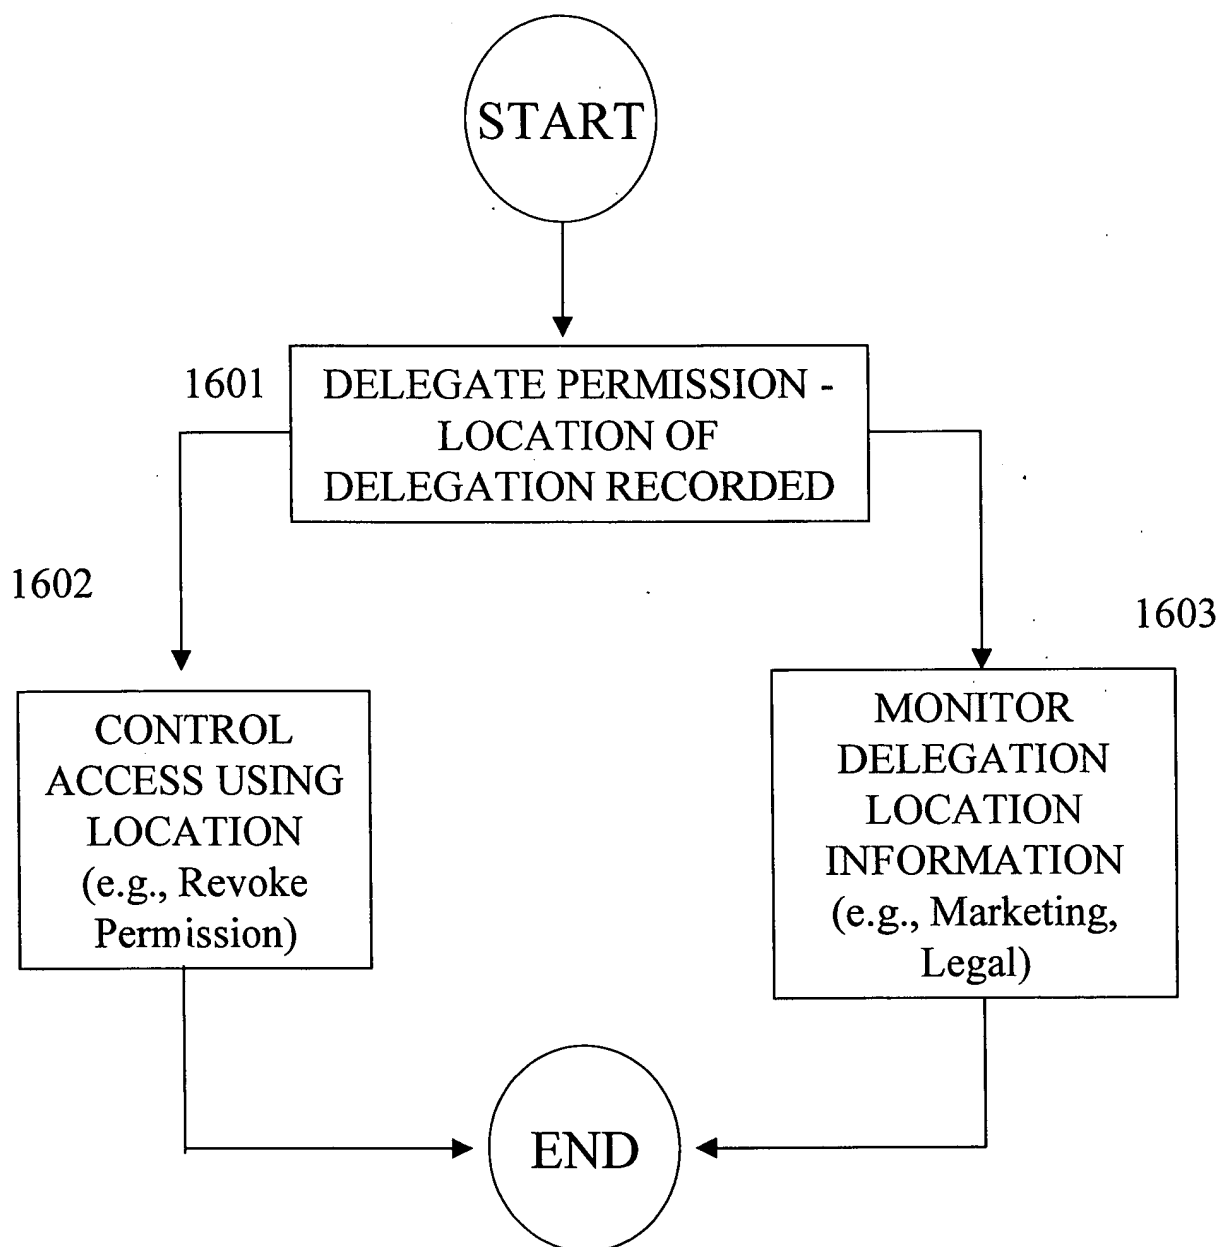 START
1601
DELEGATE PERMISSION -
LOCATION OF
DELEGATION RECORDED
1602
1603
CONTROL
ACCESS USING
LOCATION
(e.g., Revoke
Permission)
MONITOR
DELEGATION
LOCATION
INFORMATION
(e.g., Marketing,
Legal)
END